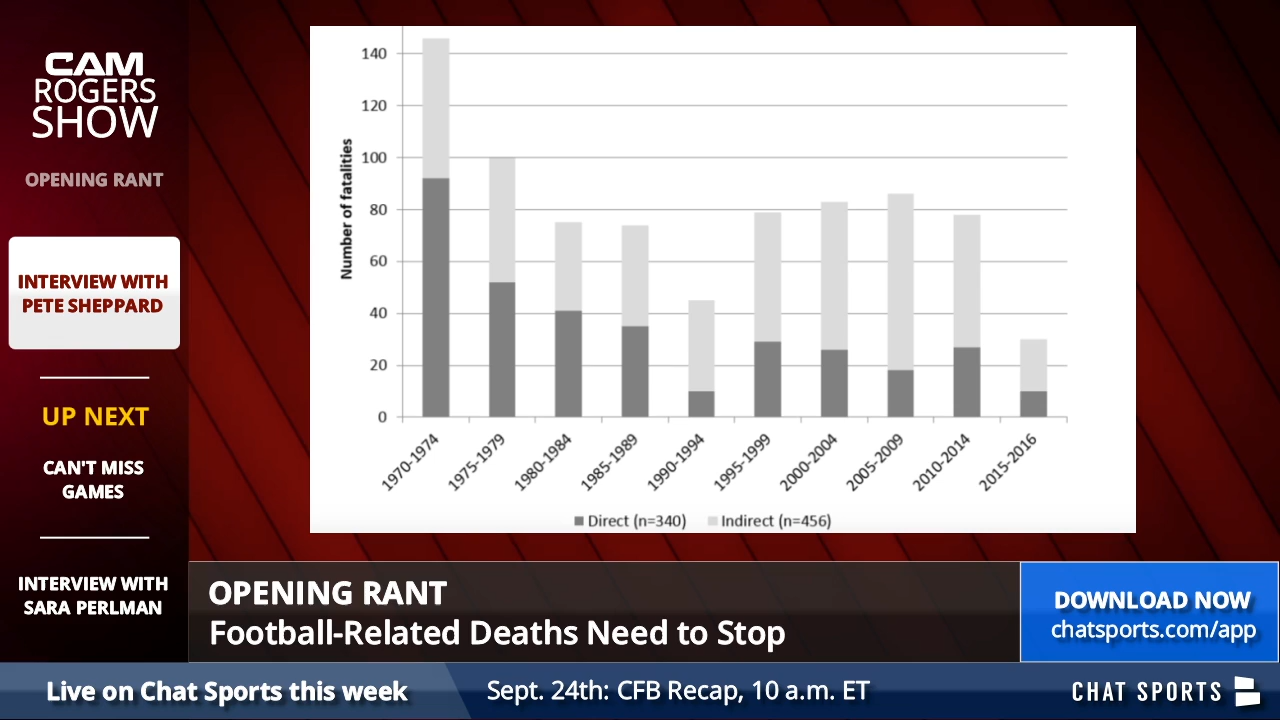 CAM
ROGERS
SHOW
OPENING RANT
INTERVIEW WITH
PETE SHEPPARD
UP NEXT
CAN'T MISS
GAMES
INTERVIEW WITH
SARA PERLMAN
Number of fatalities
140
120
100
80
60
40
20
0
1970-1974
1975-1979
1980-1984
1985-1989
1990-1994
1995-1999
2000-2004
2005-2009
2010-2014
2015-2016
Direct (n=340) Indirect (n=456)
OPENING RANT
Football-Related Deaths Need to Stop
DOWNLOAD NOW
chatsports.com/app
Live on Chat Sports this week
Sept. 24th: CFB Recap, 10 a.m. ET
CHAT SPORTS